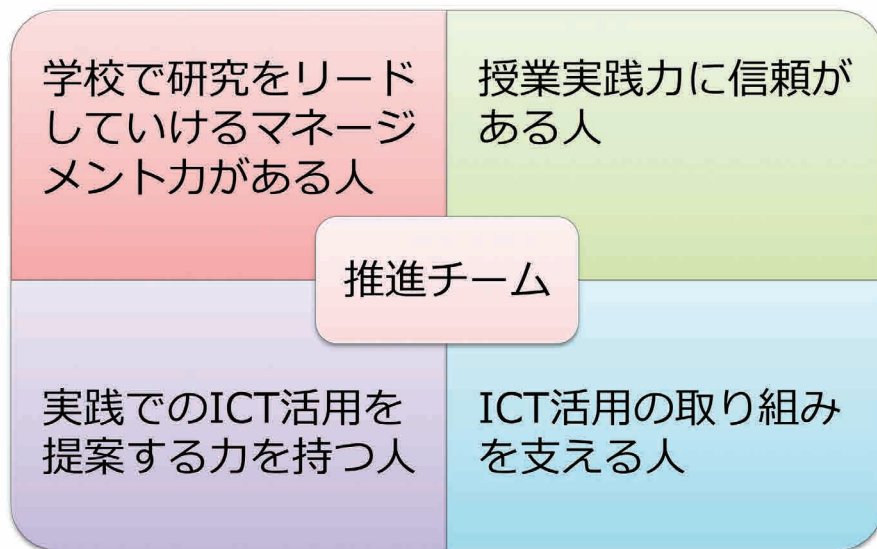 学校で研究をリード
していけるマネージ
メント力がある人
授業実践力に信頼が
ある人
推進チーム
実践でのICT活用を
提案する力を持つ人
ICT活用の取り組み
を支える人